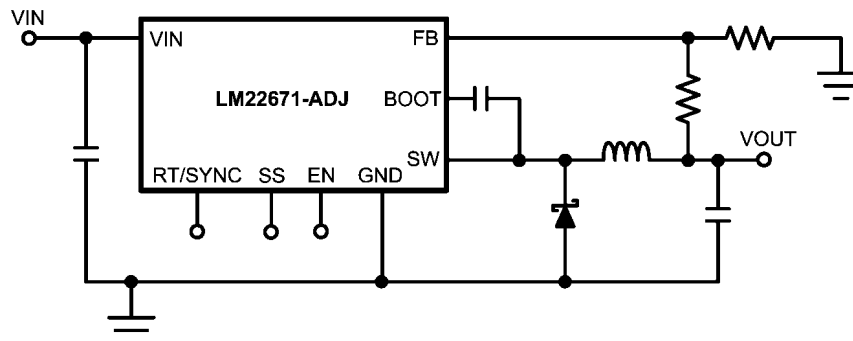 VIN
VIN
FB
LM22671-ADJ
BOOT
SW
VOUT
RT/SYNC
SS
EN
GND